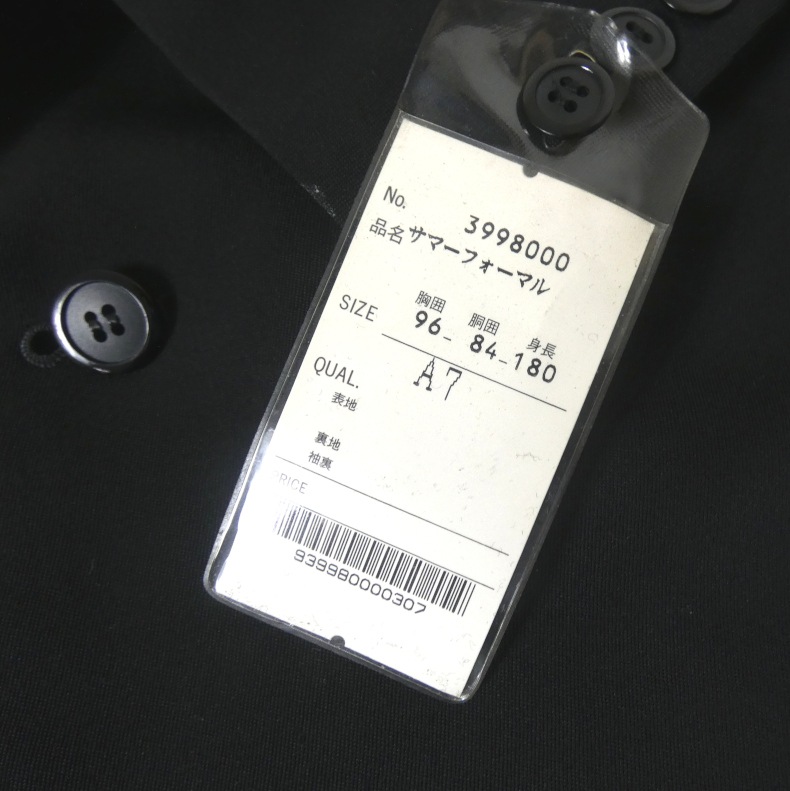 No. 3998000
品名 サマーフォーマル
胸囲 胴囲 身長
SIZE 96-84-180
A7
QUAL.
表地
裏地
袖裏
PRICE
939980000307